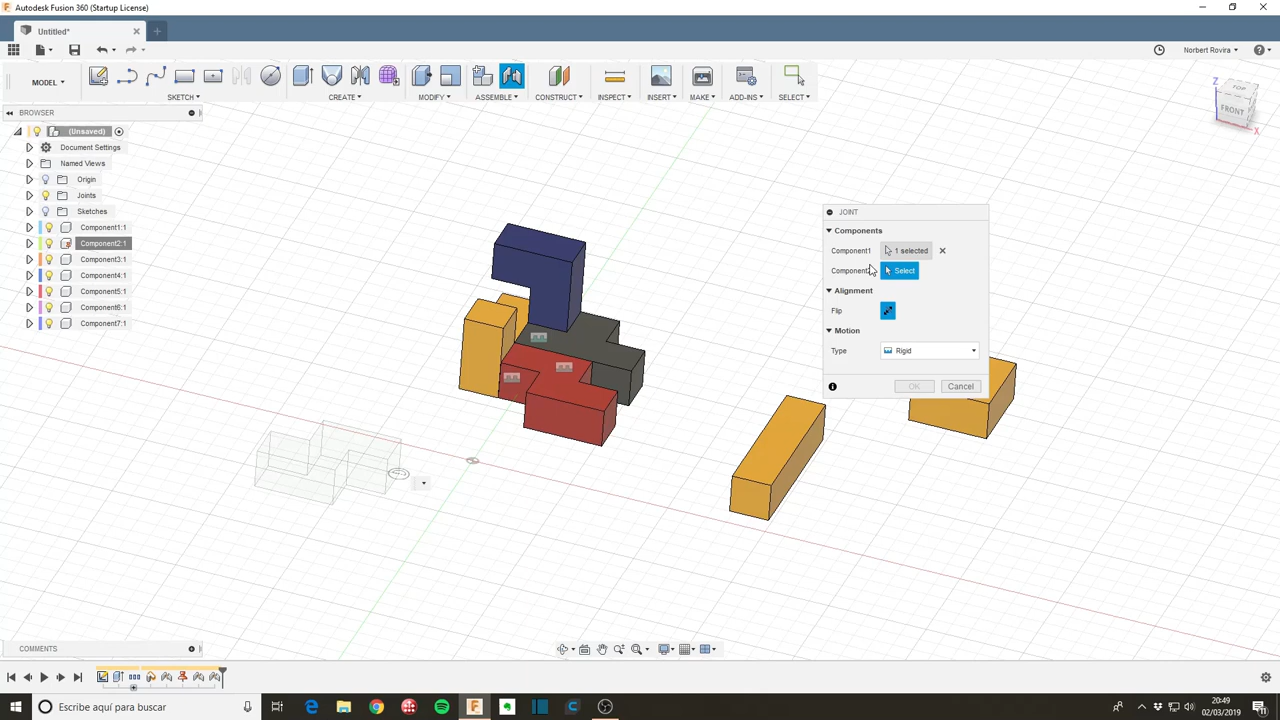 Autodesk Fusion 360 (Startup License)
Untitled*
Norbert Rovira
MODEL
SKETCH
CREATE
MODIFY
ASSEMBLE
CONSTRUCT
INSPECT
INSERT
MAKE
ADD-INS
SELECT
BROWSER
(Unsaved)
Document Settings
Named Views
Origin
Joints
Sketches
Component1:1
Component2:1
Component3:1
Component4:1
Component5:1
Component6:1
Component7:1
Z
TOP
FRONT
X
JOINT
Components
Component1
1 selected
Component
Select
Alignment
Flip
Motion
Type
Rigid
OK
Cancel
COMMENTS
Escribe aquí para buscar
20:49
02/03/2019